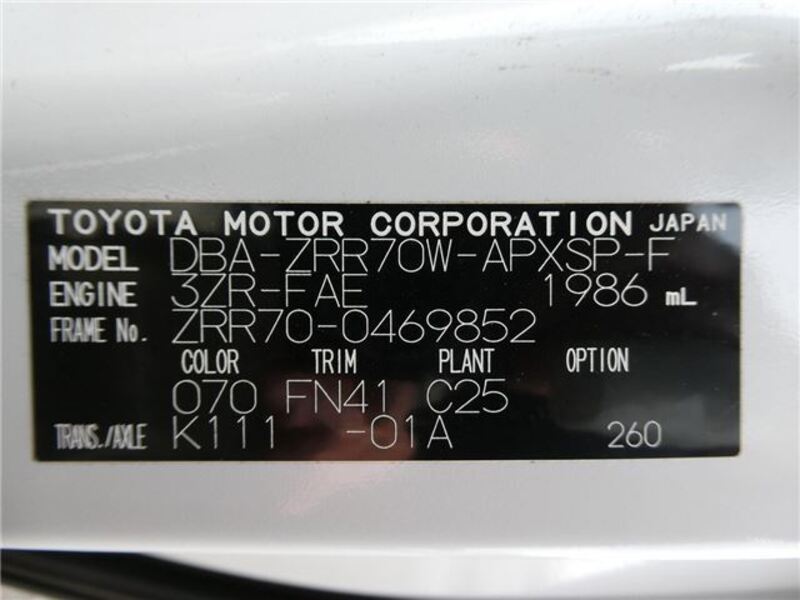 TOYOTA MOTOR CORPORATION JAPAN
MODEL DBA-ZRR70W-APXSP-F
ENGINE 3ZR-FAE 1986 mL
FRAME No. ZRR70-0469852
COLOR TRIM PLANT OPTION
070 FN41 C25
TRANS./AXLE K111 -01A 260